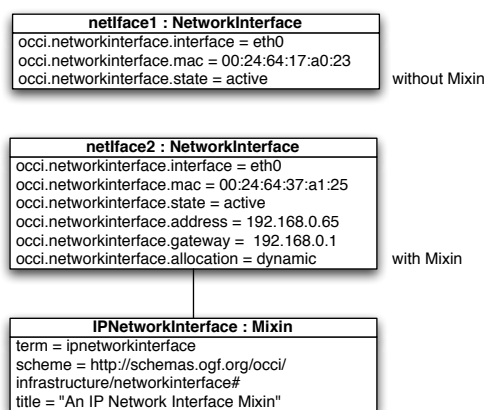 netIface1 : NetworkInterface
occi.networkinterface.interface = eth0
occi.networkinterface.mac = 00:24:64:17:a0:23
occi.networkinterface.state = active
without Mixin
netIface2 : NetworkInterface
occi.networkinterface.interface = eth0
occi.networkinterface.mac = 00:24:64:37:a1:25
occi.networkinterface.state = active
occi.networkinterface.address = 192.168.0.65
occi.networkinterface.gateway =  192.168.0.1
occi.networkinterface.allocation = dynamic
with Mixin
IPNetworkInterface : Mixin
term = ipnetworkinterface
scheme = http://schemas.ogf.org/occi/
infrastructure/networkinterface#
title = "An IP Network Interface Mixin"